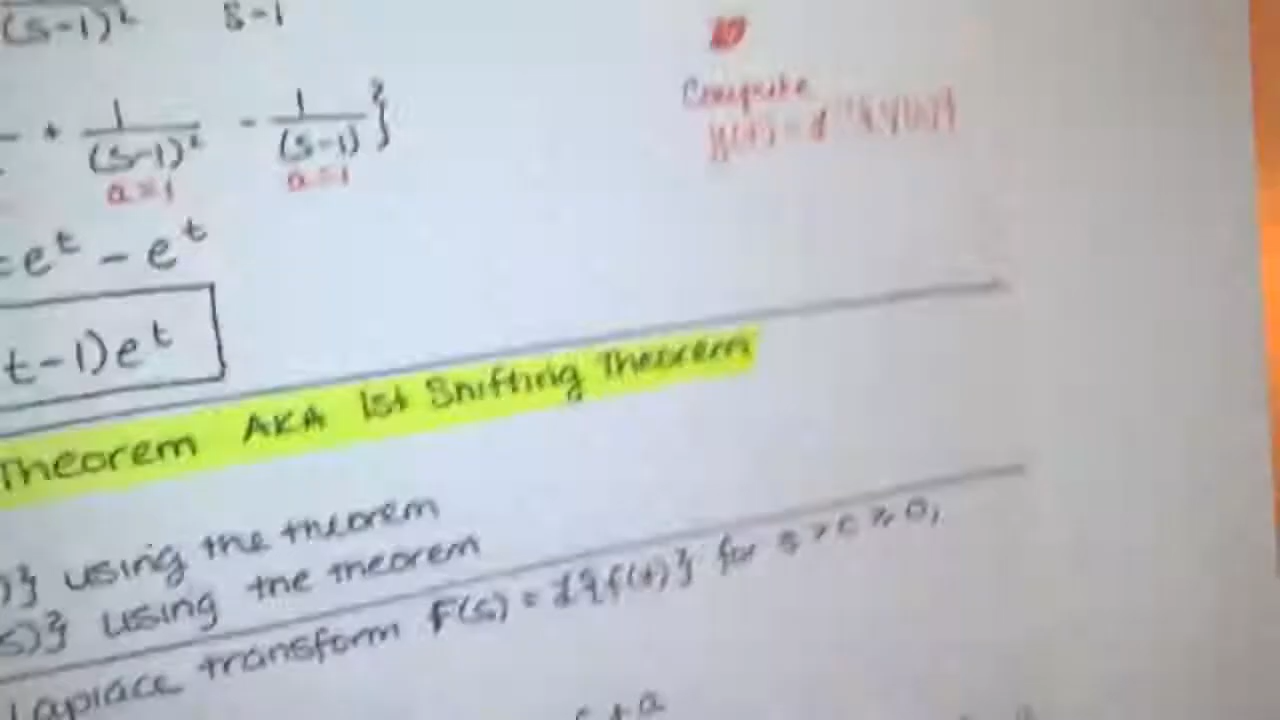 (s-1)² s-1
+ 1/(s-1)² - 1/(s-1)}
a=1 a=1
Compute
y(t) = ℒ⁻¹{Y(s)}
=e^t - e^t
t-1)e^t
Theorem AKA 1st Shifting Theorem
)} using the theorem
s)} using the theorem
Laplace transform F(s) = ℒ{f(t)} for s > c ≥ 0,
+ a